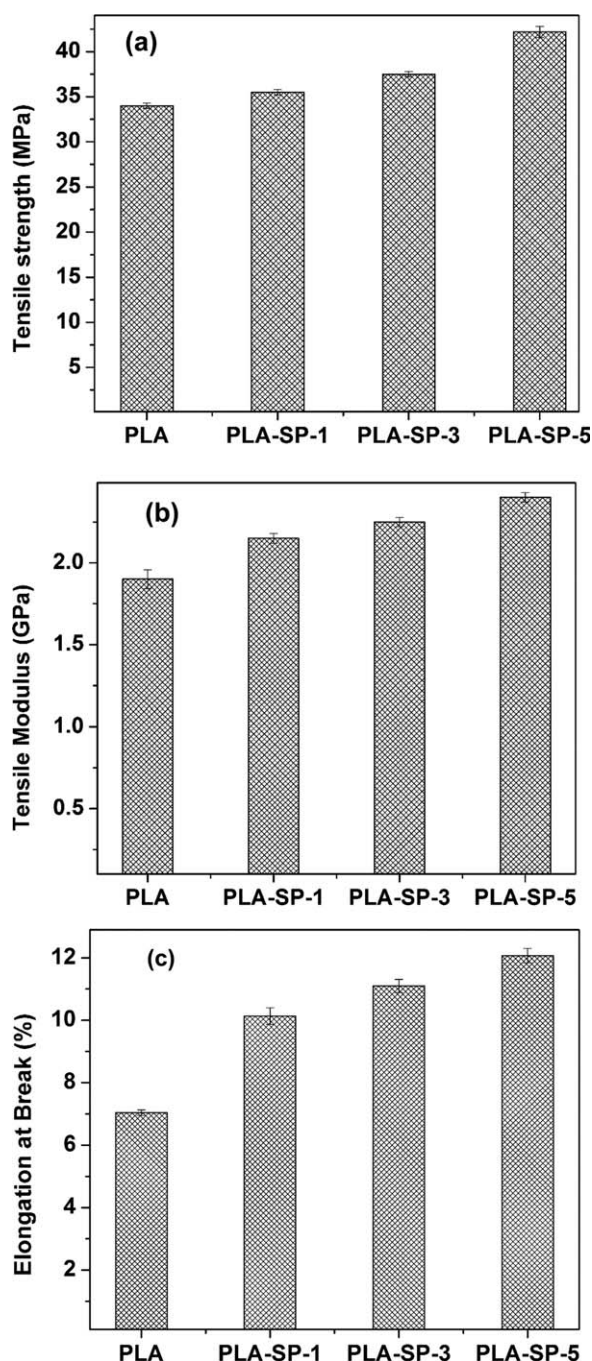 (a)
Tensile strength (MPa)
40
35
30
25
20
15
10
5
PLA PLA-SP-1 PLA-SP-3 PLA-SP-5
(b)
Tensile Modulus (GPa)
2.0
1.5
1.0
0.5
PLA PLA-SP-1 PLA-SP-3 PLA-SP-5
(c)
Elongation at Break (%)
12
10
8
6
4
2
PLA PLA-SP-1 PLA-SP-3 PLA-SP-5